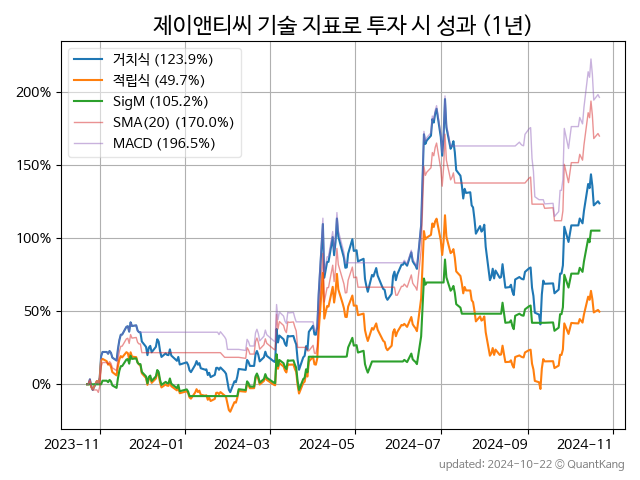 제이앤티씨 기술 지표로 투자 시 성과 (1년)
거치식 (123.9%)
적립식 (49.7%)
SigM (105.2%)
SMA(20) (170.0%)
MACD (196.5%)
200%
150%
100%
50%
0%
2023-11 2024-01 2024-03 2024-05 2024-07 2024-09 2024-11
updated: 2024-10-22 © QuantKang